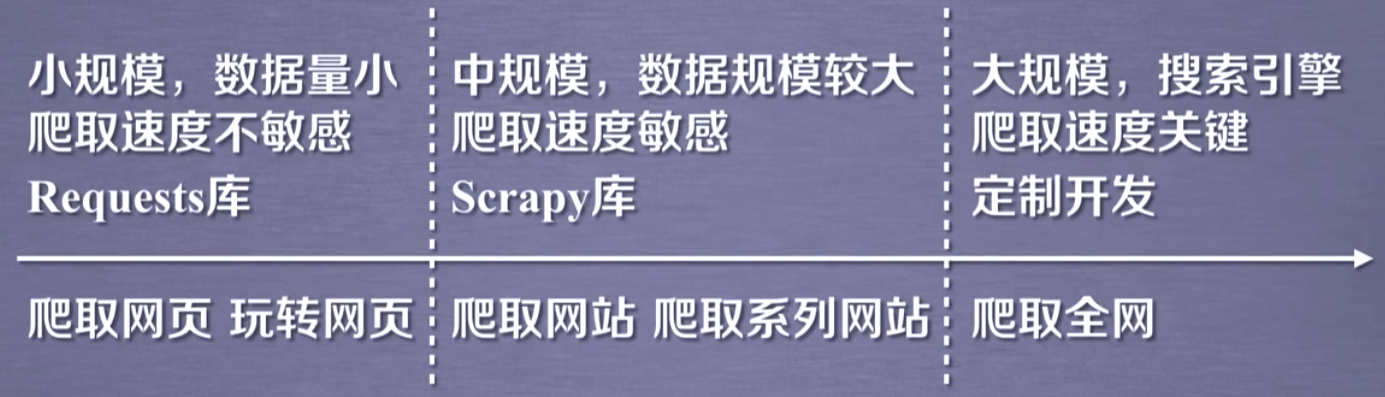 小规模，数据量小
爬取速度不敏感
Requests库
中规模，数据规模较大
爬取速度敏感
Scrapy库
大规模，搜索引擎
爬取速度关键
定制开发
爬取网页 玩转网页
爬取网站 爬取系列网站
爬取全网